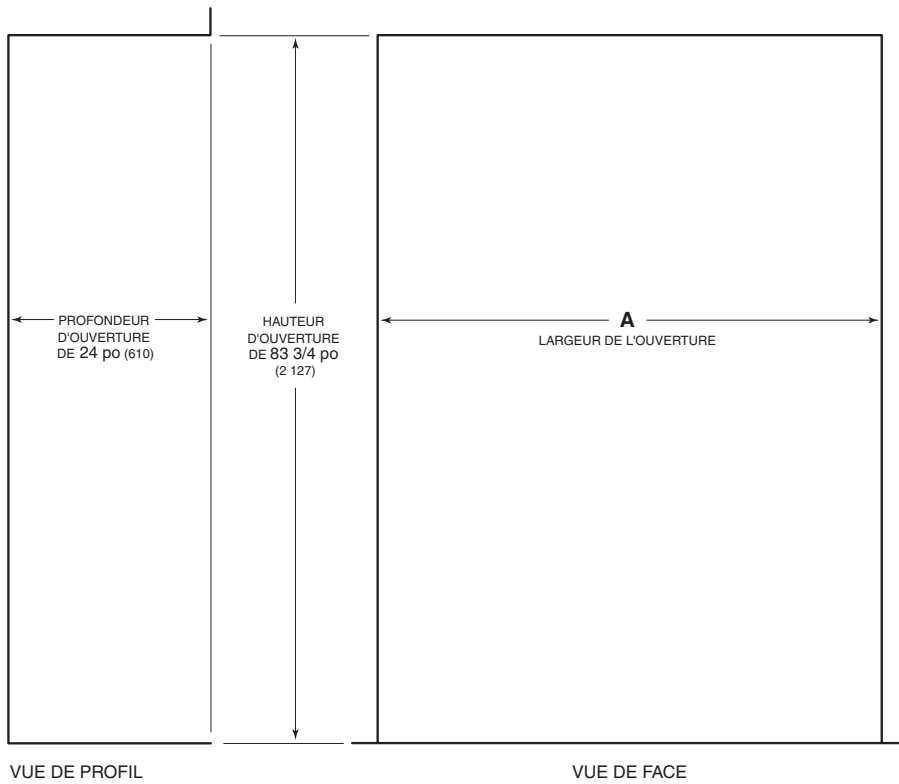 PROFONDEUR
D'OUVERTURE
DE 24 po (610)
HAUTEUR
D'OUVERTURE
DE 83 3/4 po
(2 127)
A
LARGEUR DE L'OUVERTURE
VUE DE PROFIL
VUE DE FACE